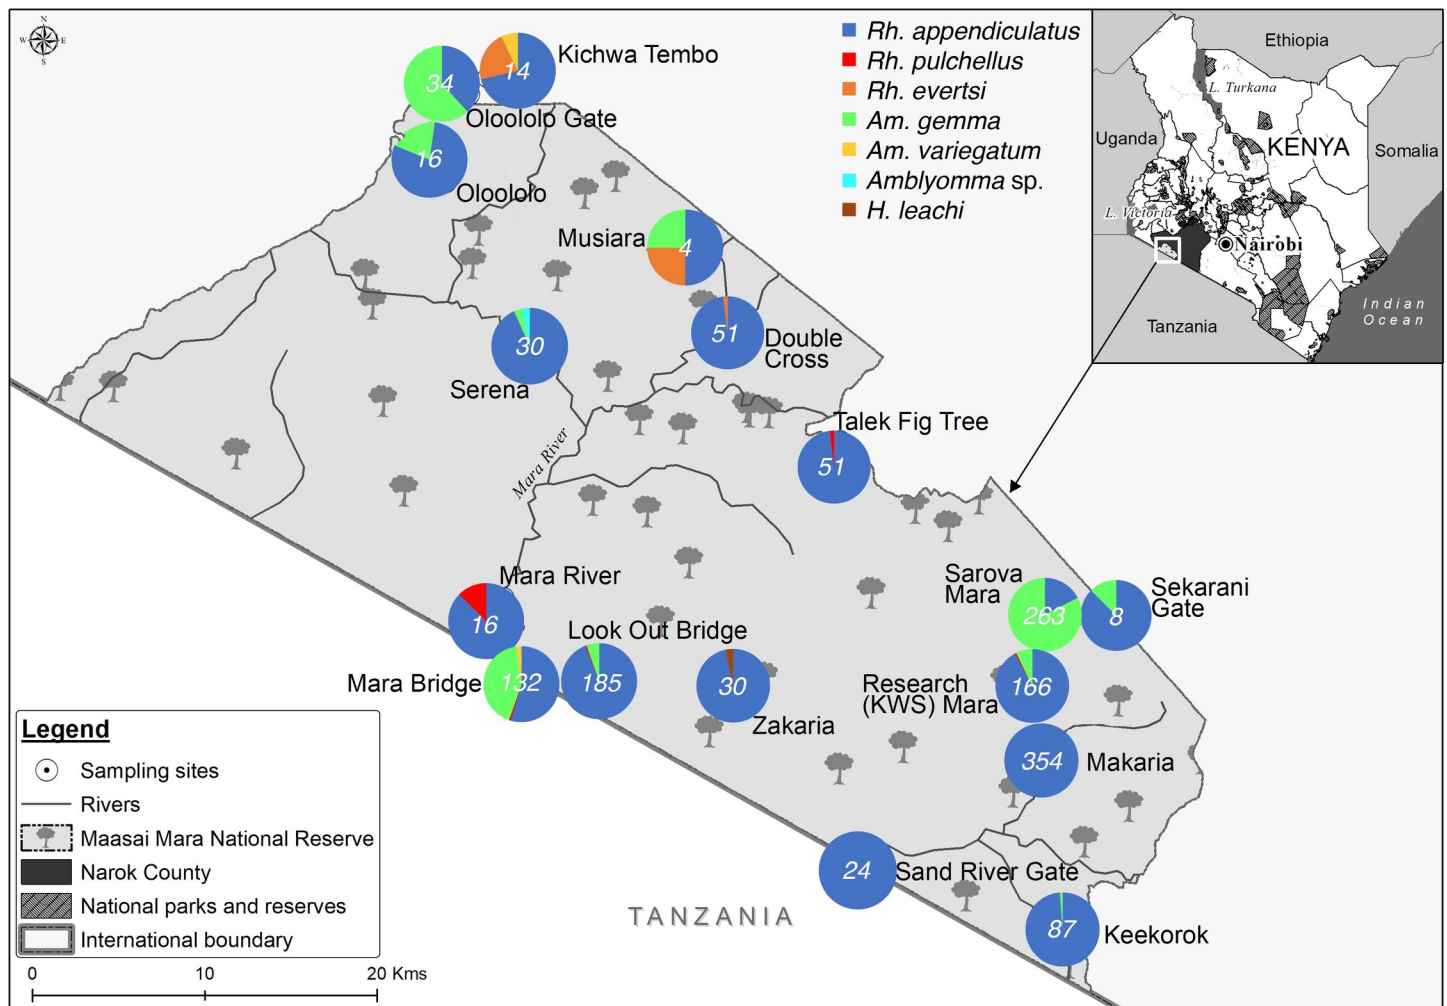 N
W
E
S
34
14
Kichwa Tembo
Oloololo Gate
16
Oloololo
Musiara
4
51
Double
Cross
30
Serena
Mara River
Talek Fig Tree
51
Rh. appendiculatus
Rh. pulchellus
Rh. evertsi
Am. gemma
Am. variegatum
Amblyomma sp.
H. leachi
Ethiopia
L. Turkana
Uganda
KENYA
Somalia
L. Victoria
Nairobi
Tanzania
Indian
Ocean
Mara River
16
Look Out Bridge
Mara Bridge
132
185
30
Zakaria
Sarova
Mara
263
Sekarani
Gate
8
Research
(KWS) Mara
166
354
Makaria
24
Sand River Gate
87
Keekorok
TANZANIA
Legend
Sampling sites
Rivers
Maasai Mara National Reserve
Narok County
National parks and reserves
International boundary
0
10
20 Kms